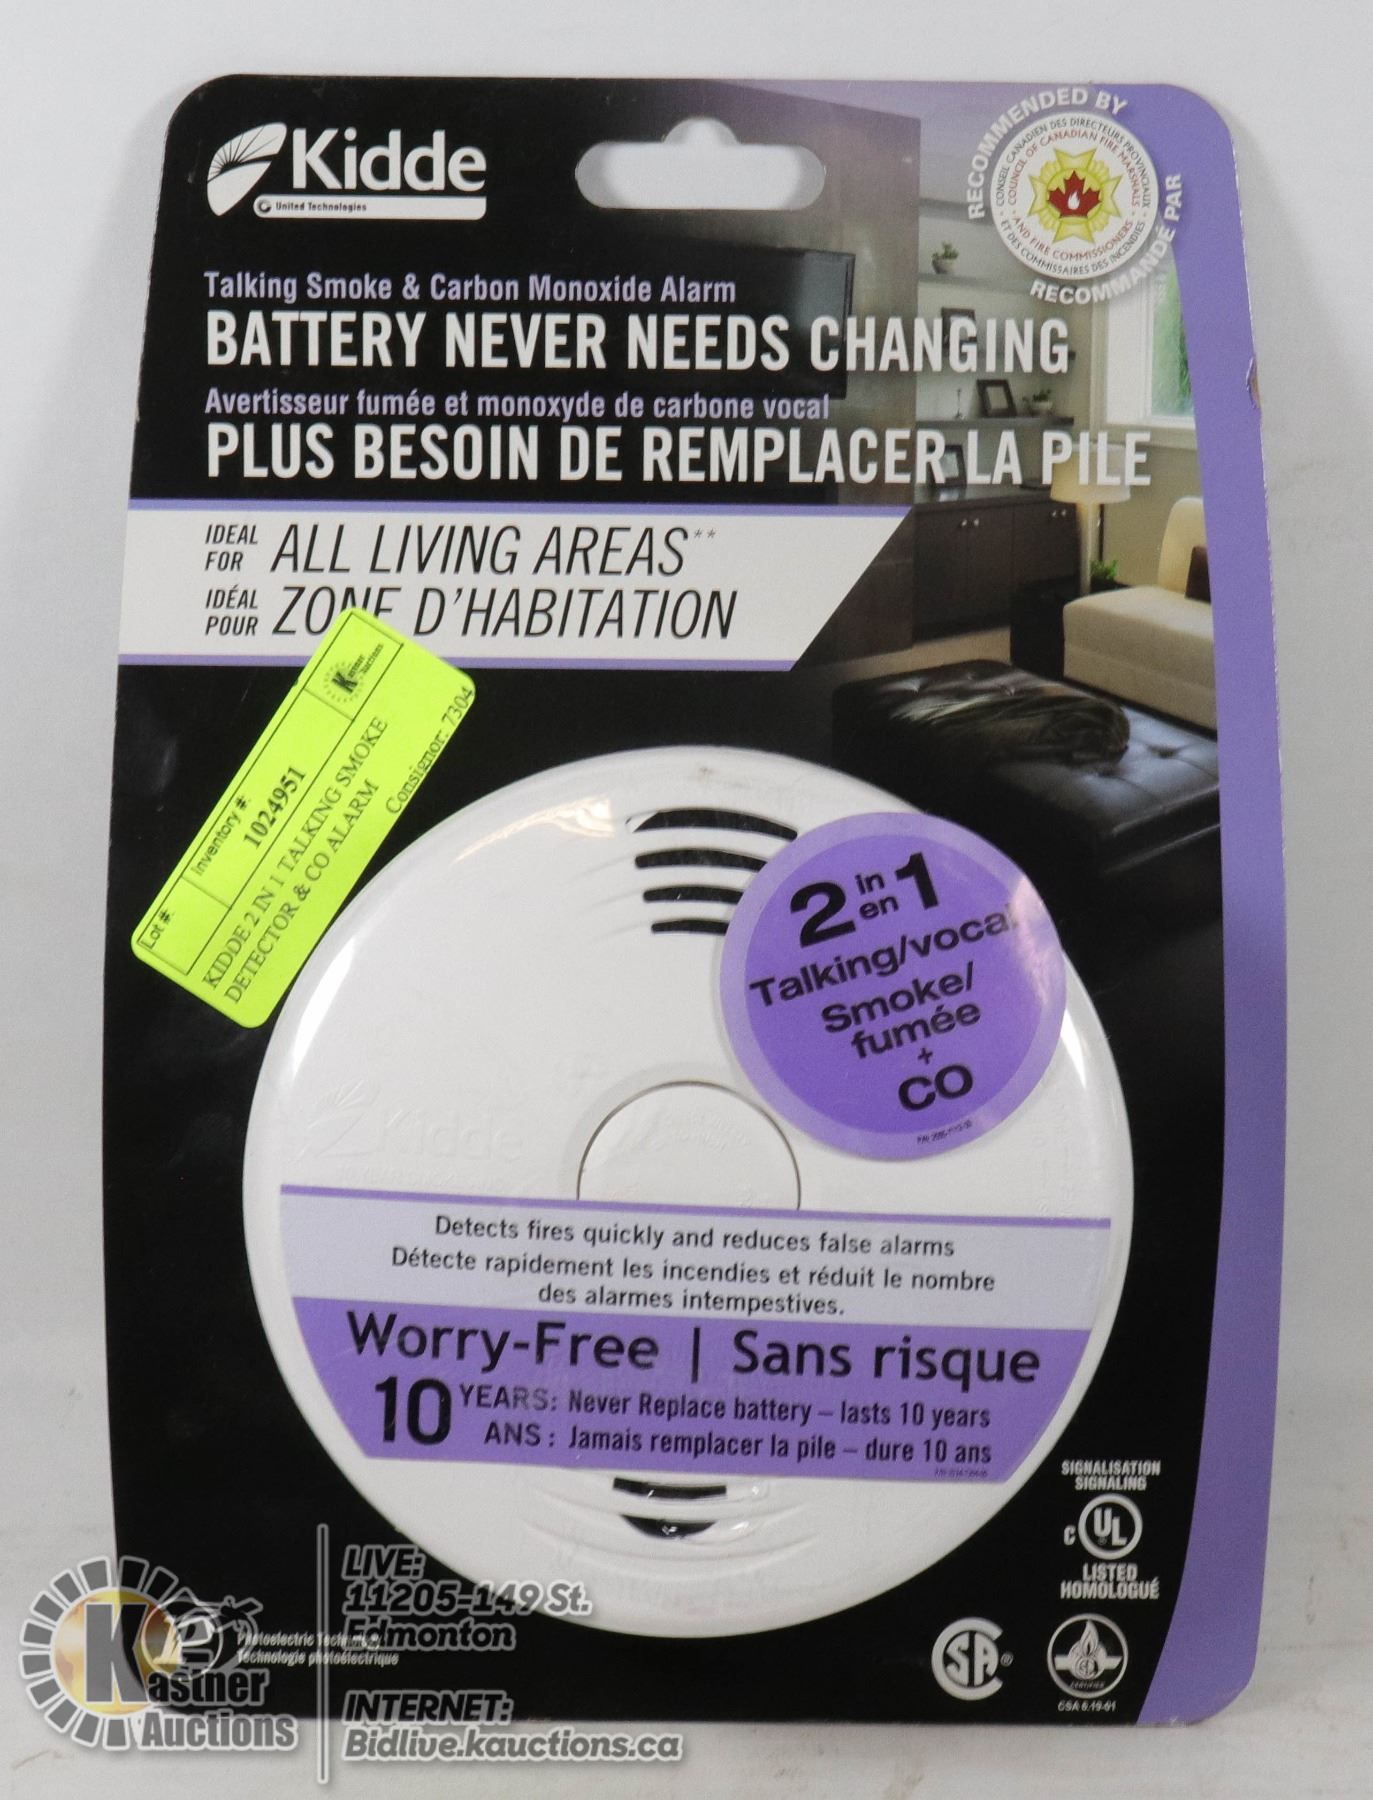 Kidde
United Technologies
RECOMMENDED BY
CONSEIL CANADIEN DES DIRECTEURS PROVINCIAUX
ET DES COMMISSAIRES DES INCENDIES
COUNCIL OF CANADIAN FIRE MARSHALS
AND FIRE COMMISSIONERS
RECOMMANDÉ PAR
Talking Smoke & Carbon Monoxide Alarm
BATTERY NEVER NEEDS CHANGING
Avertisseur fumée et monoxyde de carbone vocal
PLUS BESOIN DE REMPLACER LA PILE
IDEAL FOR ALL LIVING AREAS**
IDÉAL POUR ZONE D'HABITATION
Lot #:
Inventory #:
1024951
Kastner Auctions
KIDDE 2 IN 1 TALKING SMOKE
DETECTOR & CO ALARM
Consignor: 7304
2 in en 1
Talking/vocal
Smoke/
fumée
+
CO
Kidde
Detects fires quickly and reduces false alarms
Détecte rapidement les incendies et réduit le nombre
des alarmes intempestives.
Worry-Free | Sans risque
10 YEARS: Never Replace battery – lasts 10 years
ANS : Jamais remplacer la pile – dure 10 ans
SIGNALISATION
SIGNALING
C UL
LISTED
HOMOLOGUÉ
SA ®
CSA 6.19-01
Photoelectric Technology
Technologie photoélectrique
Kastner
Auctions
LIVE:
11205-149 St.
Edmonton
INTERNET:
Bidlive.kauctions.ca